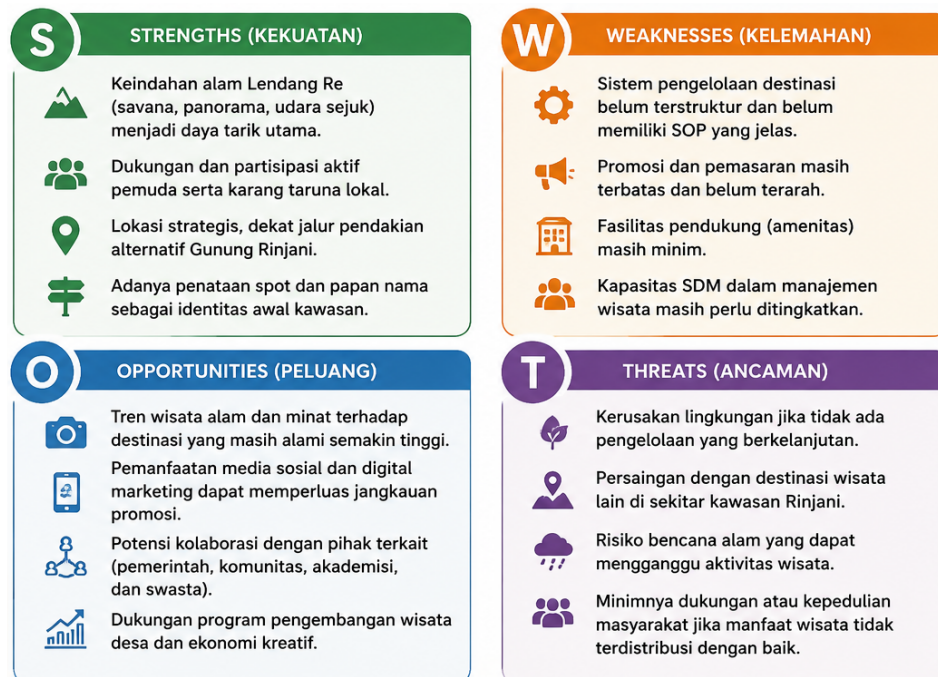 S
STRENGTHS (KEKUATAN)
Keindahan alam Lendang Re
(savana, panorama, udara sejuk)
menjadi daya tarik utama.
Dukungan dan partisipasi aktif
pemuda serta karang taruna lokal.
Lokasi strategis, dekat jalur pendakian
alternatif Gunung Rinjani.
Adanya penataan spot dan papan nama
sebagai identitas awal kawasan.
W
WEAKNESSES (KELEMAHAN)
Sistem pengelolaan destinasi
belum terstruktur dan belum
memiliki SOP yang jelas.
Promosi dan pemasaran masih
terbatas dan belum terarah.
Fasilitas pendukung (amenitas)
masih minim.
Kapasitas SDM dalam manajemen
wisata masih perlu ditingkatkan.
O
OPPORTUNITIES (PELUANG)
Tren wisata alam dan minat terhadap
destinasi yang masih alami semakin tinggi.
Pemanfaatan media sosial dan digital
marketing dapat memperluas jangkauan
promosi.
Potensi kolaborasi dengan pihak terkait
(pemerintah, komunitas, akademisi,
dan swasta).
Dukungan program pengembangan wisata
desa dan ekonomi kreatif.
T
THREATS (ANCAMAN)
Kerusakan lingkungan jika tidak ada
pengelolaan yang berkelanjutan.
Persaingan dengan destinasi wisata
lain di sekitar kawasan Rinjani.
Risiko bencana alam yang dapat
mengganggu aktivitas wisata.
Minimnya dukungan atau kepedulian
masyarakat jika manfaat wisata tidak
terdistribusi dengan baik.